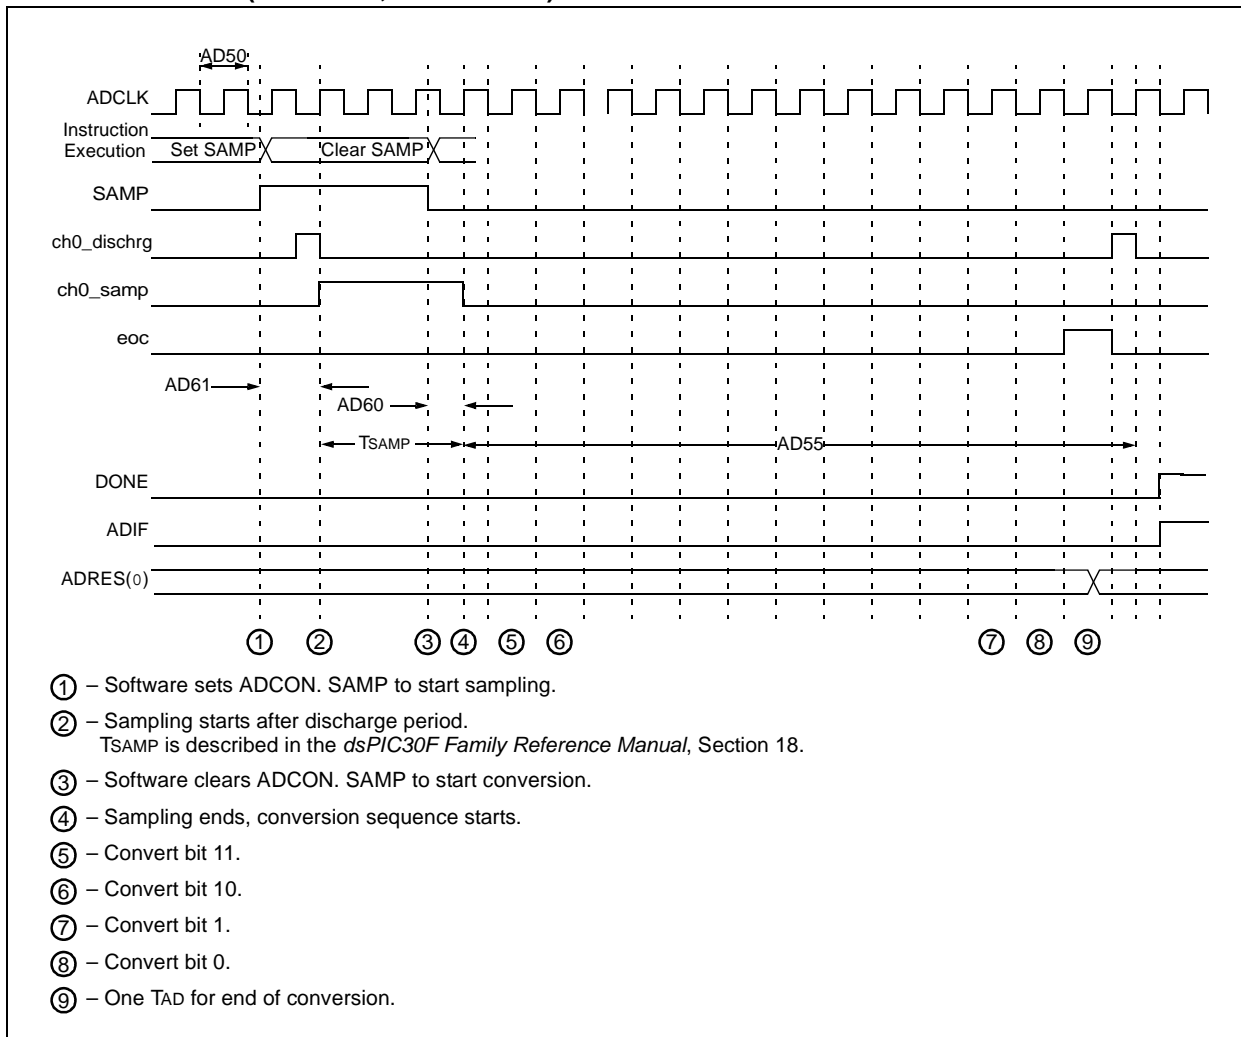 AD50
ADCLK
Instruction
Execution
Set SAMP
Clear SAMP
SAMP
ch0_dischrg
ch0_samp
eoc
AD61
AD60
TSAMP
AD55
DONE
ADIF
ADRES(0)
1 2 3 4 5 6 7 8 9
1 – Software sets ADCON. SAMP to start sampling.
2 – Sampling starts after discharge period.
TSAMP is described in the dsPIC30F Family Reference Manual, Section 18.
3 – Software clears ADCON. SAMP to start conversion.
4 – Sampling ends, conversion sequence starts.
5 – Convert bit 11.
6 – Convert bit 10.
7 – Convert bit 1.
8 – Convert bit 0.
9 – One TAD for end of conversion.